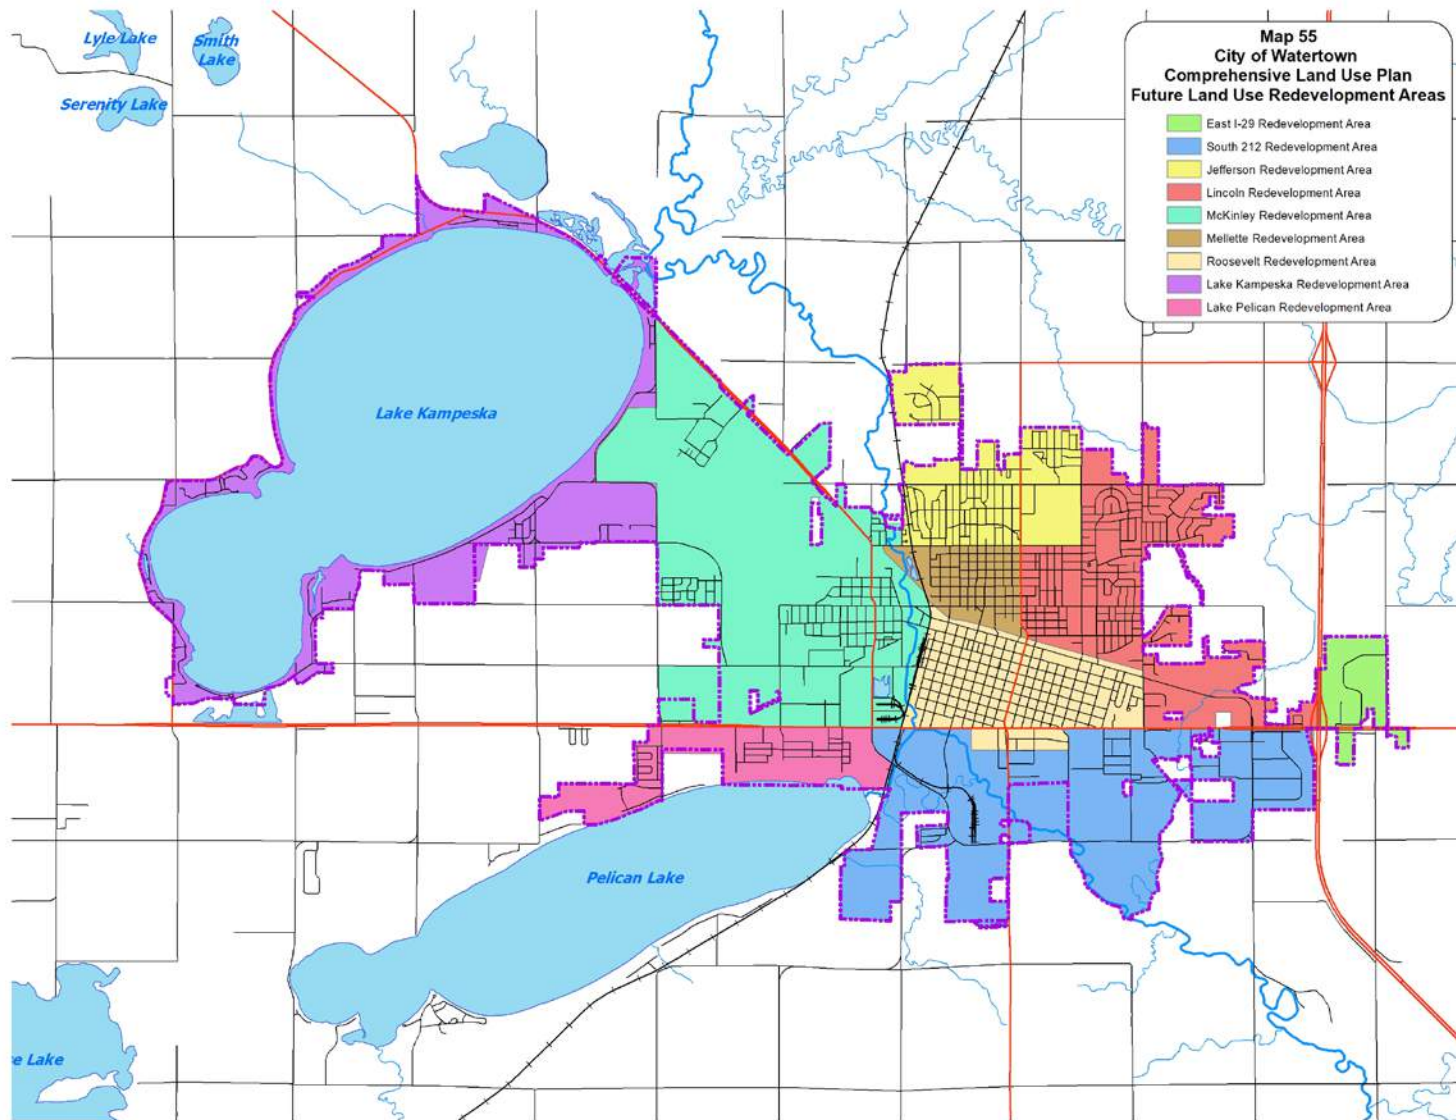 Lyle Lake
Smith
Lake
Serenity Lake
Map 55
City of Watertown
Comprehensive Land Use Plan
Future Land Use Redevelopment Areas
East I-29 Redevelopment Area
South 212 Redevelopment Area
Jefferson Redevelopment Area
Lincoln Redevelopment Area
McKinley Redevelopment Area
Mellette Redevelopment Area
Roosevelt Redevelopment Area
Lake Kampeska Redevelopment Area
Lake Pelican Redevelopment Area
Lake Kampeska
Pelican Lake
e Lake